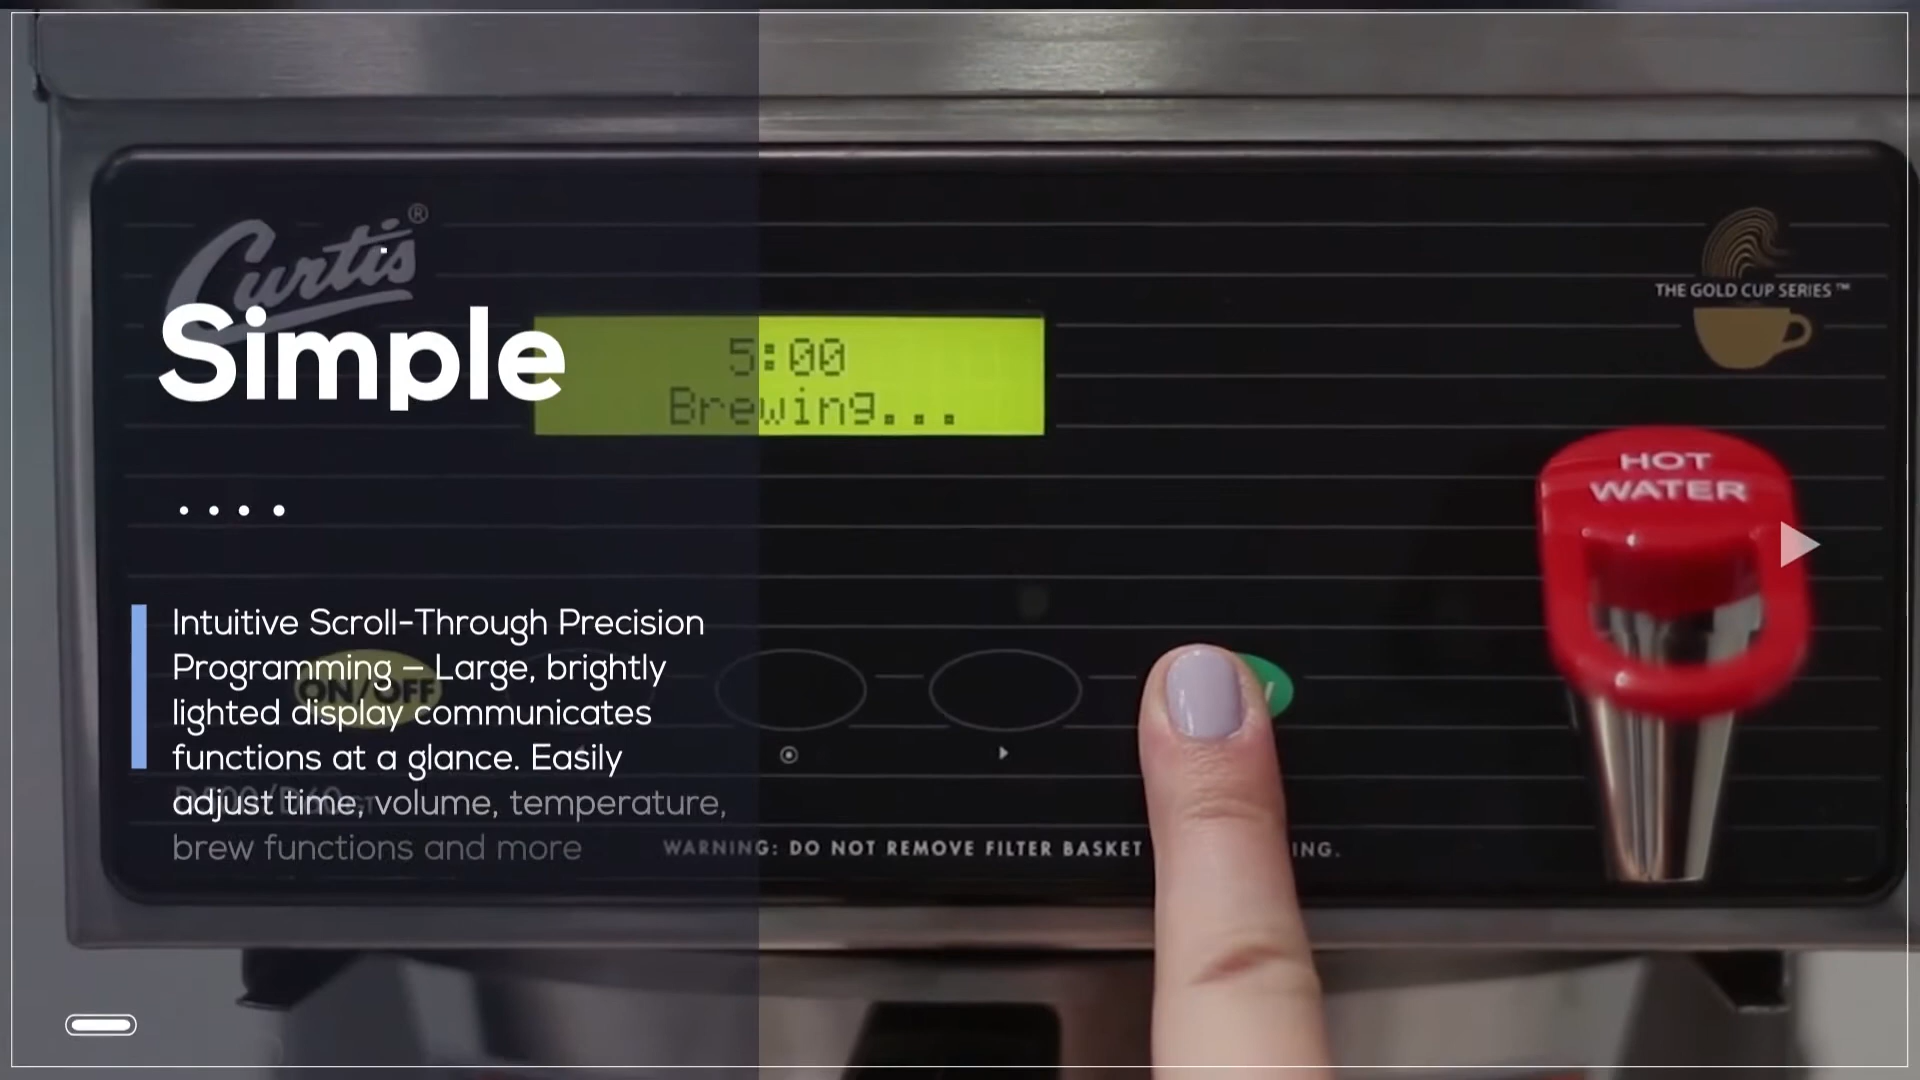 Curtis®
THE GOLD CUP SERIES™
Simple
5:00
Brewing...
HOT
WATER
Intuitive Scroll-Through Precision
Programming – Large, brightly
lighted display communicates
functions at a glance. Easily
adjust time, volume, temperature,
brew functions and more
ON/OFF
WARNING: DO NOT REMOVE FILTER BASKET